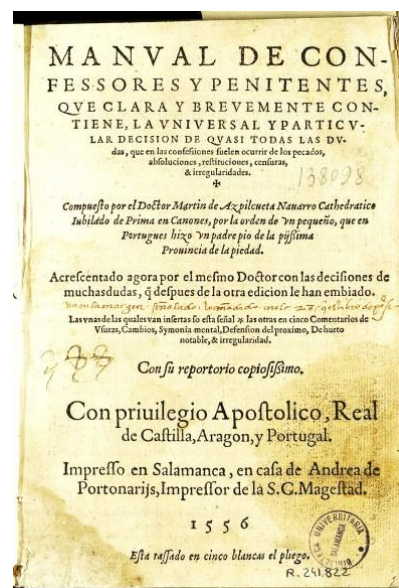 MANVAL DE CON-
FESSORES Y PENITENTES,
QVE CLARA Y BREVEMENTE CON-
TIENE, LA VNIVERSAL Y PARTICV-
LAR DECISION DE QVASI TODAS LAS DV-
das, que en las confeſsiones ſuelen ocurrir de los pecados,
abſoluciones, reſtituciones, cenſuras,
& irregularidades.
✠
138098
Compueſto por el Doctor Martin de Azpilcueta Nauarro Cathedratico
Iubilado de Prima en Canones, por la orden de vn pequeño, que en
Portugues hizo vn padre pio de la pijſsima
Prouincia de la piedad.
Acreſcentado agora por el meſmo Doctor con las deciſiones de
muchas dudas, q̃ deſpues de la otra edicion le han embiado.
Las vnas de las quales van inſertas ſo eſta ſeñal Las otras en cinco Comentarios de
Vſuras, Cambios, Symonia mental, Defenſion del proximo, De hurto
notable, & irregularidad.
Con ſu reportorio copioſiſsimo.
Con priuilegio Apoſtolico, Real
de Caſtilla, Aragon, y Portugal.
Impreſſo en Salamanca, en caſa de Andrea de
Portonarijs, Impreſſor de la S. C. Mageſtad.
1556
Eſta taſſado en cinco blancas el pliego.
BIBLIOTECA UNIVERSITARIA
SALAMANCA
R. 241.822